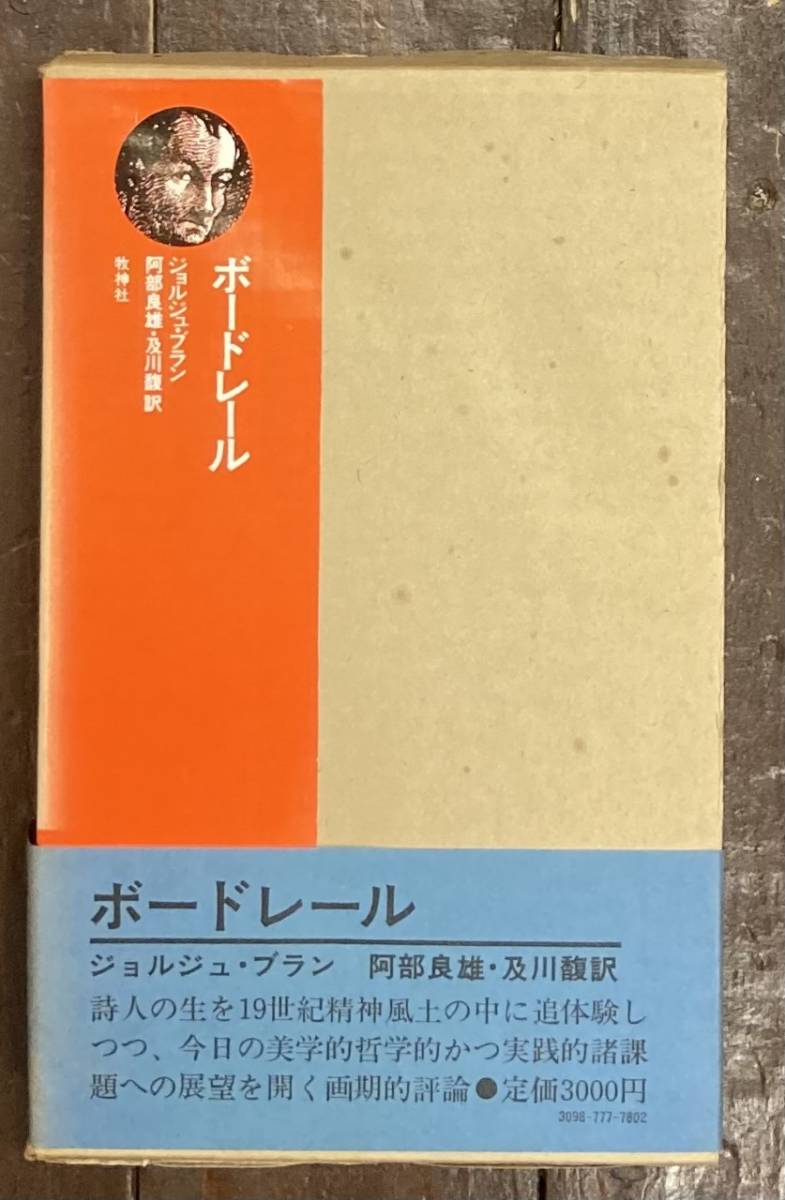 ボードレール
ジョルジュ・ブラン
阿部良雄・及川馥訳
牧神社
ボードレール
ジョルジュ・ブラン 阿部良雄・及川馥訳
詩人の生を19世紀精神風土の中に追体験し
つつ、今日の美学的哲学的かつ実践的諸課
題への展望を開く画期的評論●定価3000円
3098-777-7802